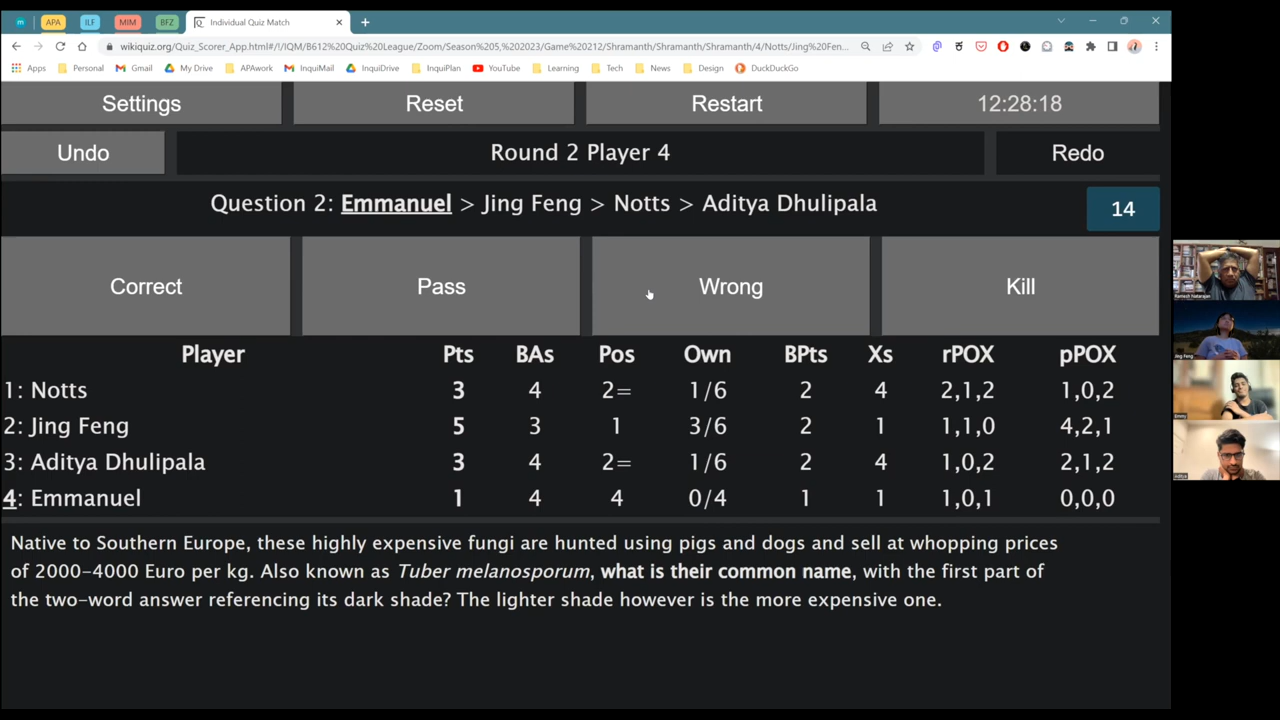 APA
ILF
MIM
BFZ
Individual Quiz Match
wikiquiz.org/Quiz_Scorer_App.html#/!/IQM/B612%20Quiz%20League/Zoom/Season%205,%202023/Game%20212/Shramanth/Shramanth/Shramanth/4/Notts/Jing%20Fen...
Apps Personal Gmail My Drive APAwork InquiMail InquiDrive InquiPlan YouTube Learning Tech News Design DuckDuckGo
Settings Reset Restart 12:28:18
Undo Round 2 Player 4 Redo
Question 2: Emmanuel > Jing Feng > Notts > Aditya Dhulipala 14
Correct Pass Wrong Kill
Player Pts BAs Pos Own BPts Xs rPOX pPOX
1: Notts 3 4 2= 1/6 2 4 2,1,2 1,0,2
2: Jing Feng 5 3 1 3/6 2 1 1,1,0 4,2,1
3: Aditya Dhulipala 3 4 2= 1/6 2 4 1,0,2 2,1,2
4: Emmanuel 1 4 4 0/4 1 1 1,0,1 0,0,0
Native to Southern Europe, these highly expensive fungi are hunted using pigs and dogs and sell at whopping prices
of 2000-4000 Euro per kg. Also known as Tuber melanosporum, what is their common name, with the first part of
the two-word answer referencing its dark shade? The lighter shade however is the more expensive one.
Ramesh Natarajan
Jing Feng